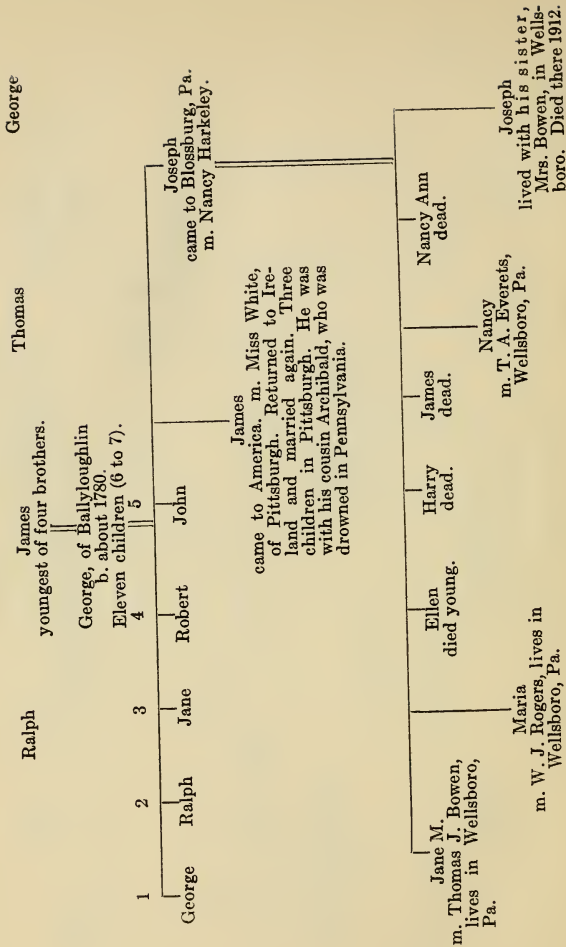 Ralph
James
youngest of four brothers.
Thomas
George
George, of Ballyloughlin
b. about 1780.
Eleven children (6 to 7).
1
2
3
4
5
George
Ralph
Jane
Robert
John
James
came to America. m. Miss White,
of Pittsburgh. Returned to Ire-
land and married again. Three
children in Pittsburgh. He was
with his cousin Archibald, who was
drowned in Pennsylvania.
Joseph
came to Blossburg, Pa.
m. Nancy Harkeley.
Jane M.
m. Thomas J. Bowen,
lives in Wellsboro,
Pa.
Maria
m. W. J. Rogers, lives in
Wellsboro, Pa.
Ellen
died young.
Harry
dead.
James
dead.
Nancy
m. T. A. Everets,
Wellsboro, Pa.
Nancy Ann
dead.
Joseph
lived with his sister,
Mrs. Bowen, in Wells-
boro. Died there 1912.